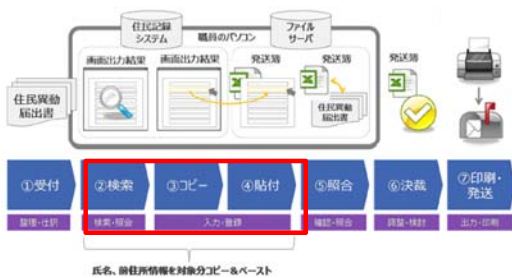 住民記録
システム
職員のパソコン
ファイル
サーバ
画面出力結果
画面出力結果
発送簿
発送簿
発送簿
住民異動
届出書
住民異動
届出書
①受付
②検索
③コピー
④貼付
⑤照合
⑥決裁
⑦印刷・
発送
整理・仕訳
検索・照会
入力・登録
確認・照合
調整・検討
出力・印刷
氏名、前住所情報を対象分コピー＆ペースト